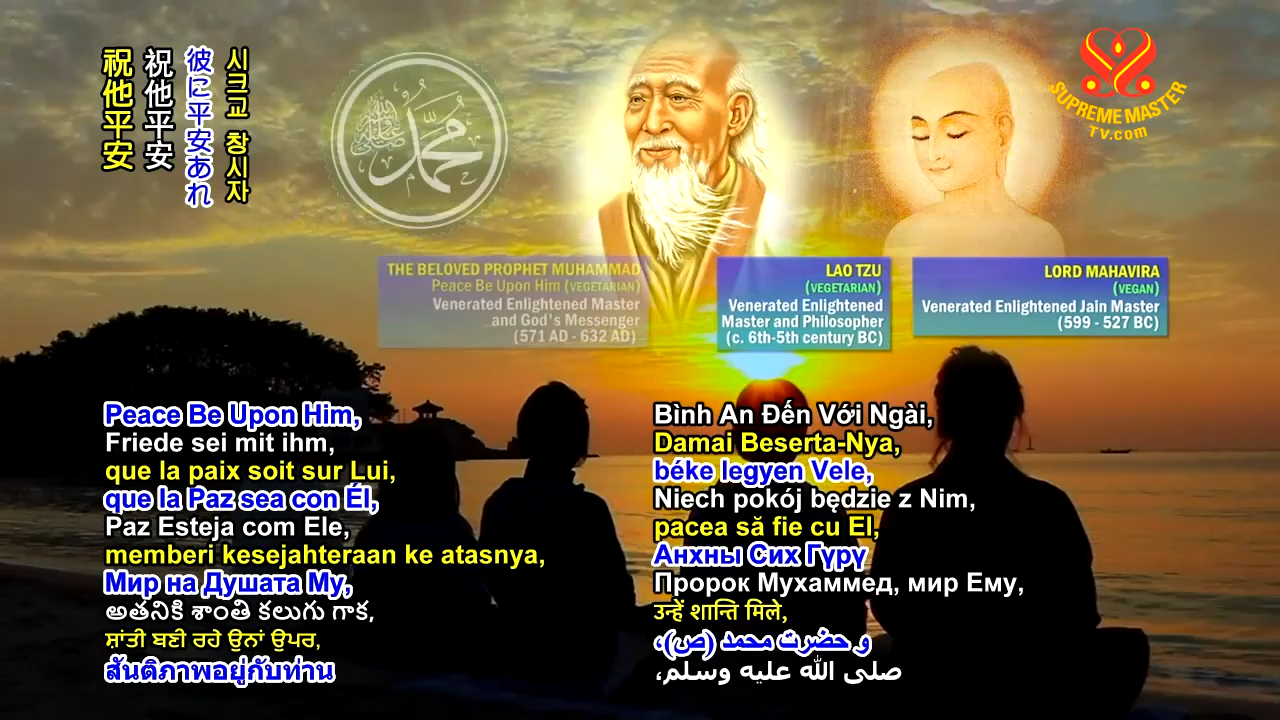 祝他平安
祝他平安
彼に平安あれ
시크교 창시자
محمد
SUPREME MASTER
TV.com
THE BELOVED PROPHET MUHAMMAD
Peace Be Upon Him (VEGETARIAN)
Venerated Enlightened Master
and God's Messenger
(571 AD - 632 AD)
LAO TZU
(VEGETARIAN)
Venerated Enlightened
Master and Philosopher
(c. 6th-5th century BC)
LORD MAHAVIRA
(VEGAN)
Venerated Enlightened Jain Master
(599 - 527 BC)
Peace Be Upon Him,
Friede sei mit ihm,
que la paix soit sur Lui,
que la Paz sea con Él,
Paz Esteja com Ele,
memberi kesejahteraan ke atasnya,
Мир на Душата Му,
అతనికి శాంతి కలుగు గాక,
ਸ਼ਾਂਤੀ ਬਣੀ ਰਹੇ ਉਨਾਂ ਉਪਰ,
สันติภาพอยู่กับท่าน
Bình An Đến Với Ngài,
Damai Beserta-Nya,
béke legyen Vele,
Niech pokój będzie z Nim,
pacea să fie cu El,
Анхны Сих Гүрү
Пророк Мухаммед, мир Ему,
उन्हें शान्ति मिले,
و حضرت محمد (ص)،
صلى الله عليه وسلم،